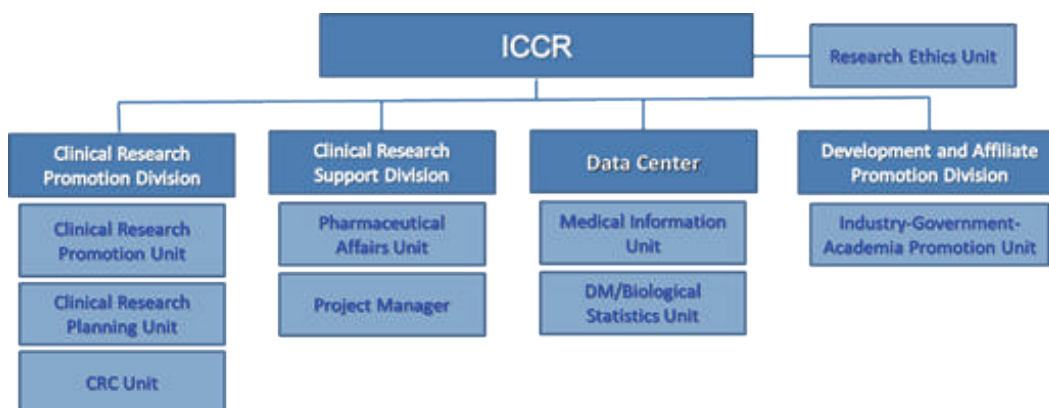 ICCR
Research Ethics Unit
Clinical Research
Promotion Division
Clinical Research
Support Division
Data Center
Development and Affiliate
Promotion Division
Clinical Research
Promotion Unit
Pharmaceutical
Affairs Unit
Medical Information
Unit
Industry-Government-
Academia Promotion Unit
Clinical Research
Planning Unit
Project Manager
DM/Biological
Statistics Unit
CRC Unit